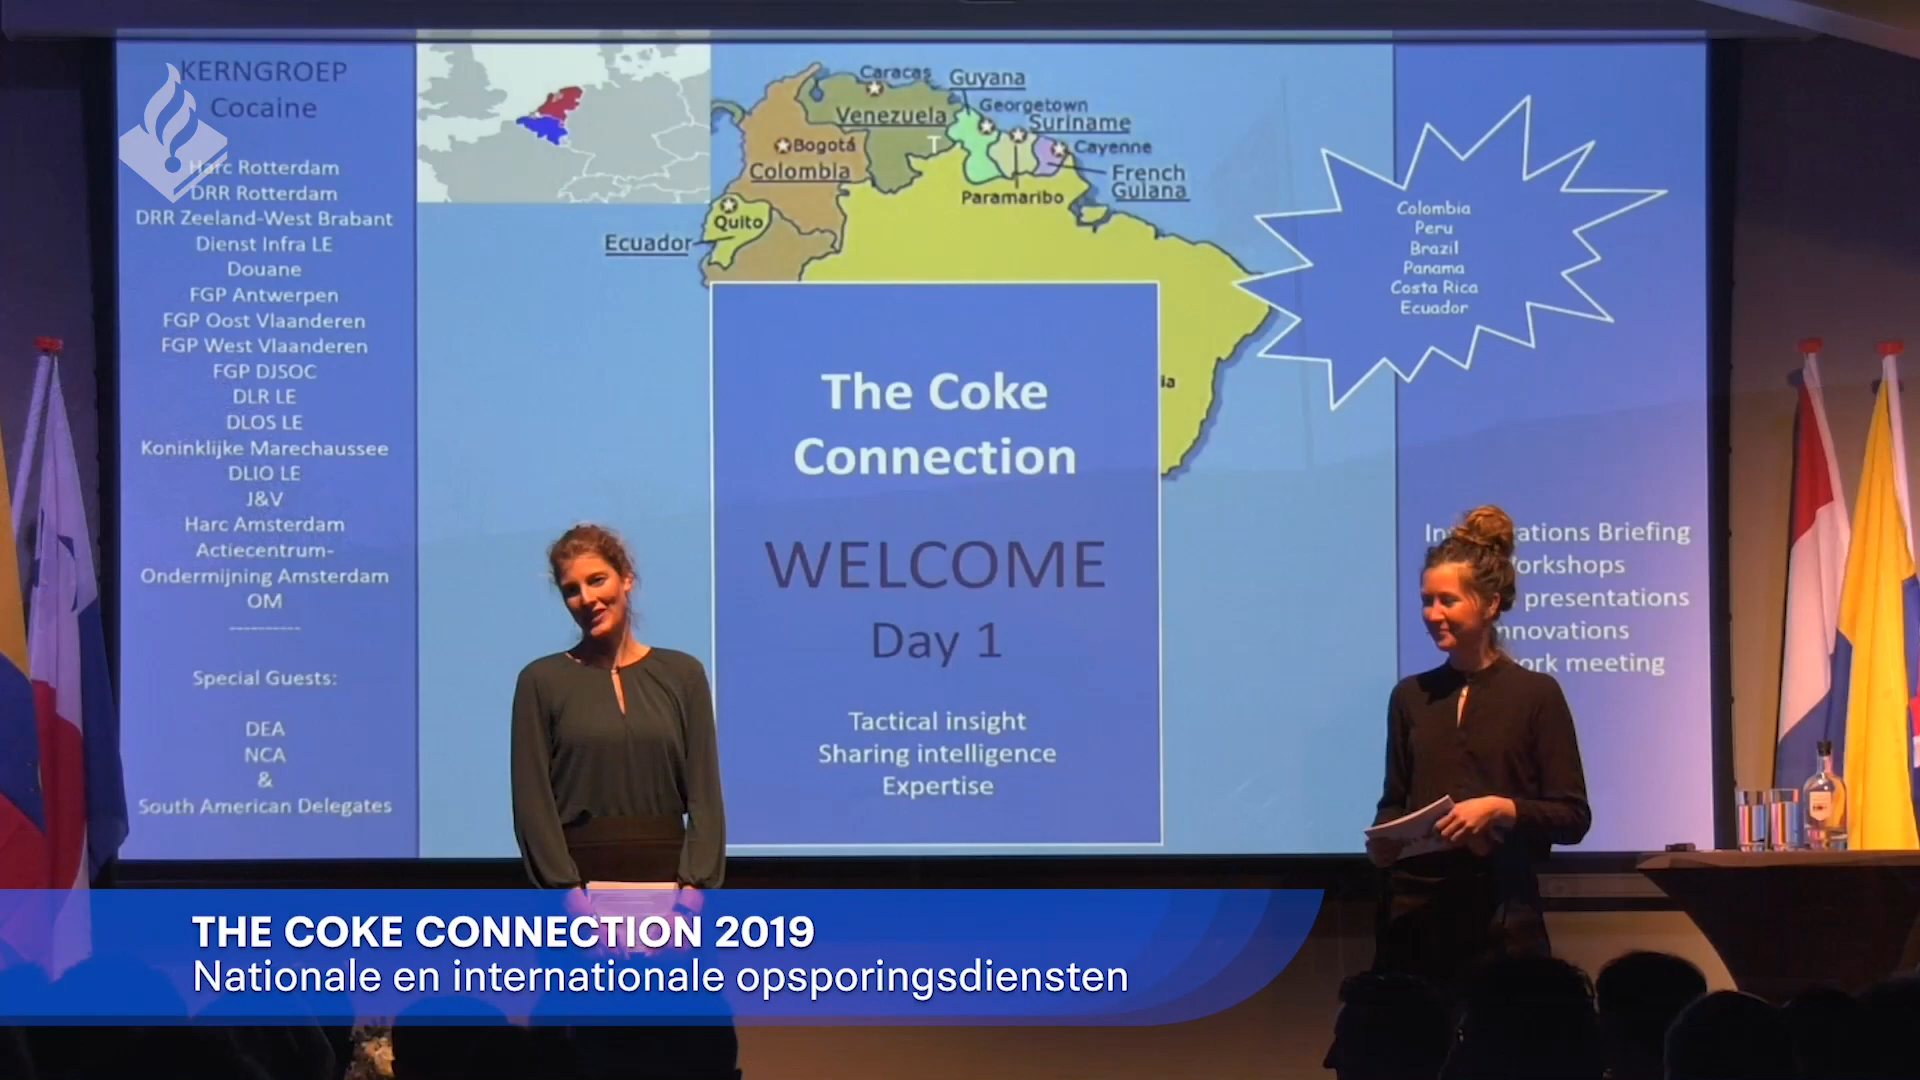 KERNGROEP
Cocaine
Harc Rotterdam
DRR Rotterdam
DRR Zeeland-West Brabant
Dienst Infra LE
Douane
FGP Antwerpen
FGP Oost Vlaanderen
FGP West Vlaanderen
FGP DJSOC
DLR LE
DLOS LE
Koninklijke Marechaussee
DLIO LE
J&V
Harc Amsterdam
Actiecentrum-
Ondermijning Amsterdam
OM
----------
Special Guests:
DEA
NCA
&
South American Delegates
Caracas
Guyana
Venezuela
Georgetown
Suriname
Bogotá
Cayenne
Colombia
French
Guiana
Paramaribo
Quito
Ecuador
T
ia
The Coke
Connection
WELCOME
Day 1
Tactical insight
Sharing intelligence
Expertise
Colombia
Peru
Brazil
Panama
Costa Rica
Ecuador
Briefing
presentations
meeting
THE COKE CONNECTION 2019
Nationale en internationale opsporingsdiensten